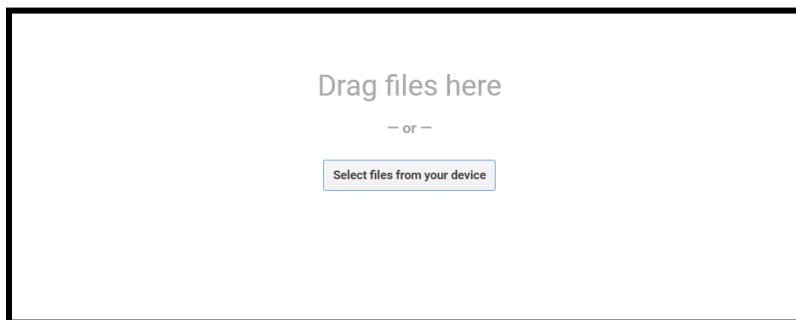 Drag files here
— or —
Select files from your device